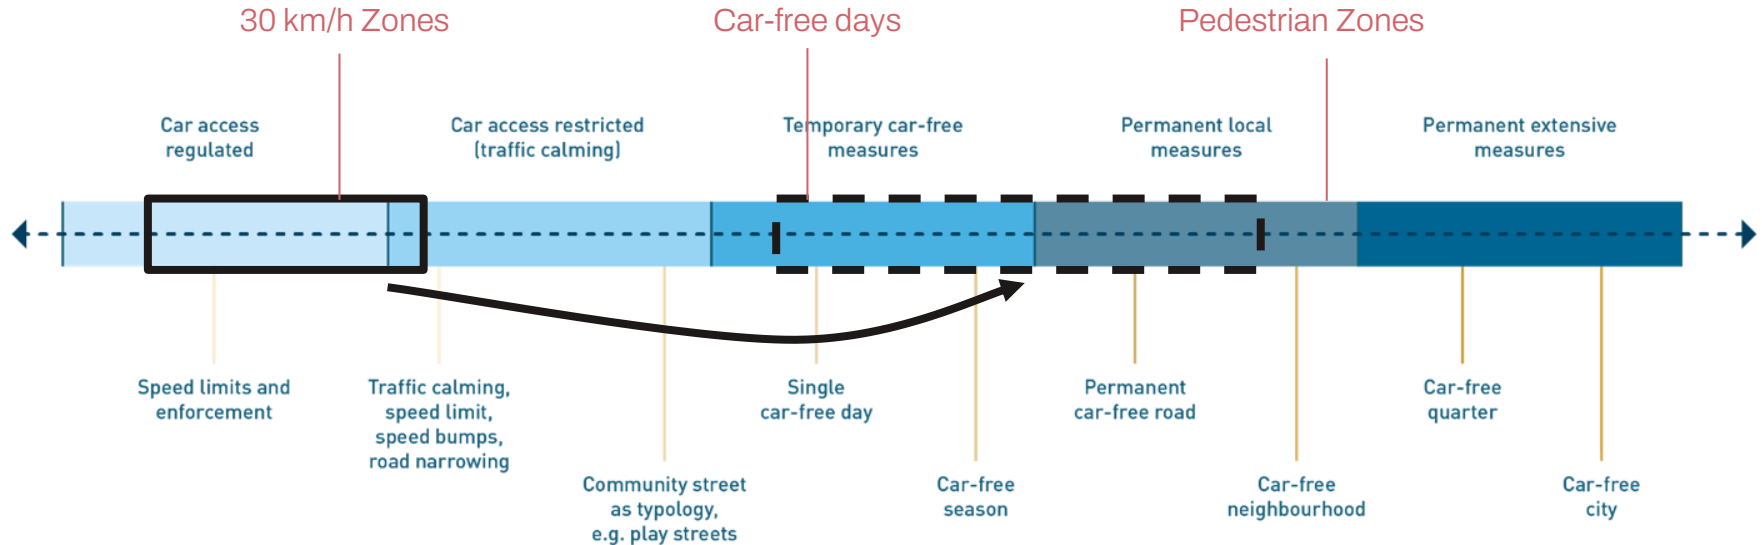 30 km/h Zones
Car-free days
Pedestrian Zones
Car access
regulated
Car access restricted
(traffic calming)
Temporary car-free
measures
Permanent local
measures
Permanent extensive
measures
Speed limits and
enforcement
Traffic calming,
speed limit,
speed bumps,
road narrowing
Community street
as typology,
e.g. play streets
Single
car-free day
Car-free
season
Permanent
car-free road
Car-free
neighbourhood
Car-free
quarter
Car-free
city